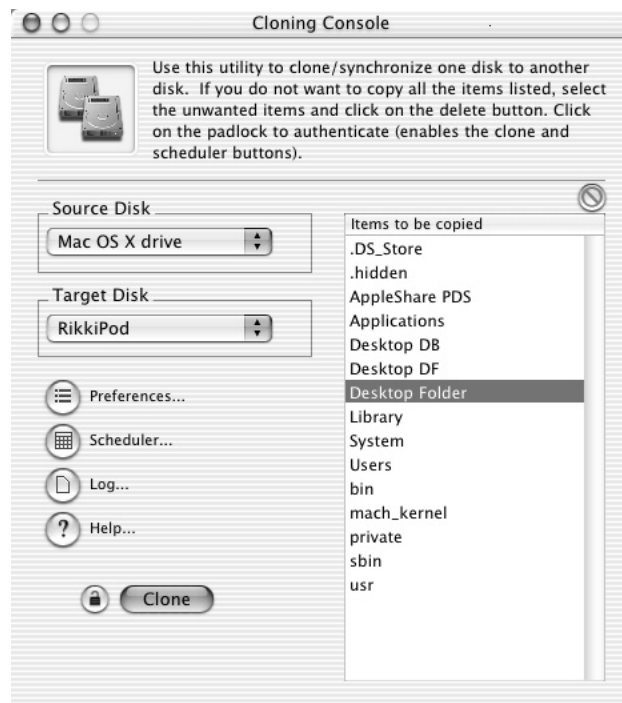 Cloning Console
Use this utility to clone/synchronize one disk to another
disk. If you do not want to copy all the items listed, select
the unwanted items and click on the delete button. Click
on the padlock to authenticate (enables the clone and
scheduler buttons).
Source Disk
Mac OS X drive
Target Disk
RikkiPod
Preferences...
Scheduler...
Log...
? Help...
Clone
Items to be copied
.DS_Store
.hidden
AppleShare PDS
Applications
Desktop DB
Desktop DF
Desktop Folder
Library
System
Users
bin
mach_kernel
private
sbin
usr